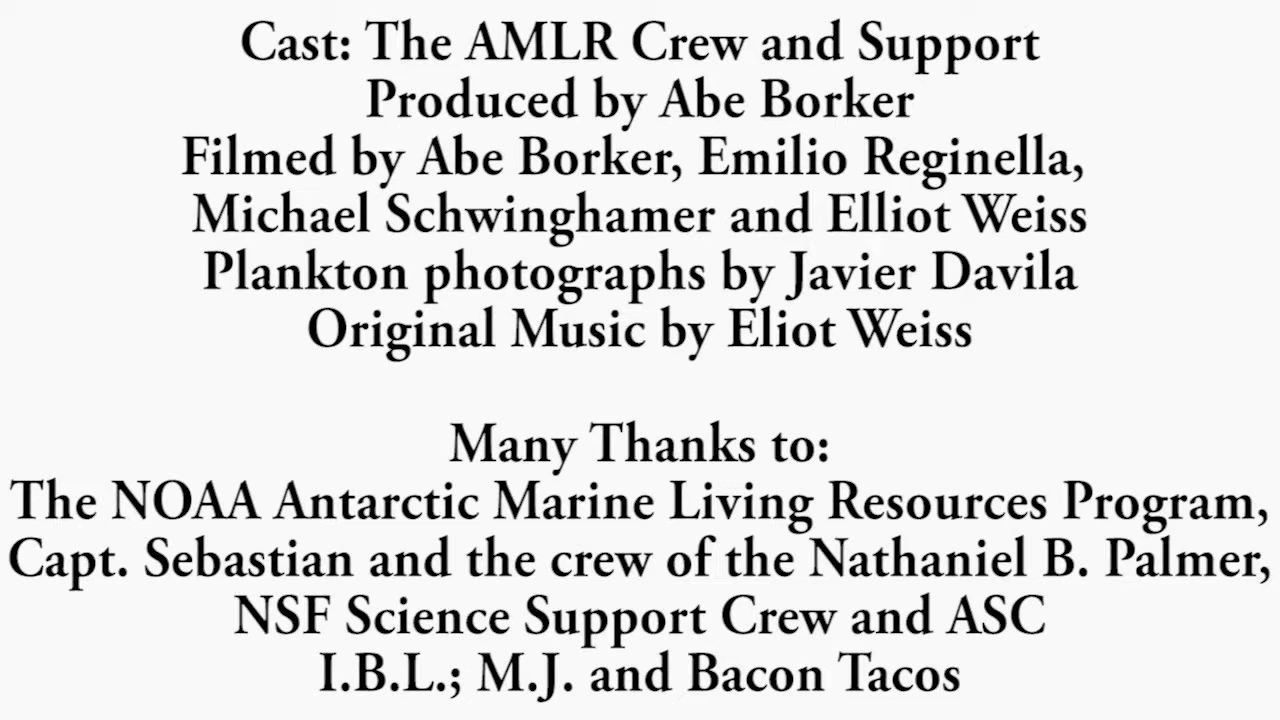 Cast: The AMLR Crew and Support
Produced by Abe Borker
Filmed by Abe Borker, Emilio Reginella,
Michael Schwinghamer and Elliot Weiss
Plankton photographs by Javier Davila
Original Music by Eliot Weiss
Many Thanks to:
The NOAA Antarctic Marine Living Resources Program,
Capt. Sebastian and the crew of the Nathaniel B. Palmer,
NSF Science Support Crew and ASC
I.B.L.; M.J. and Bacon Tacos